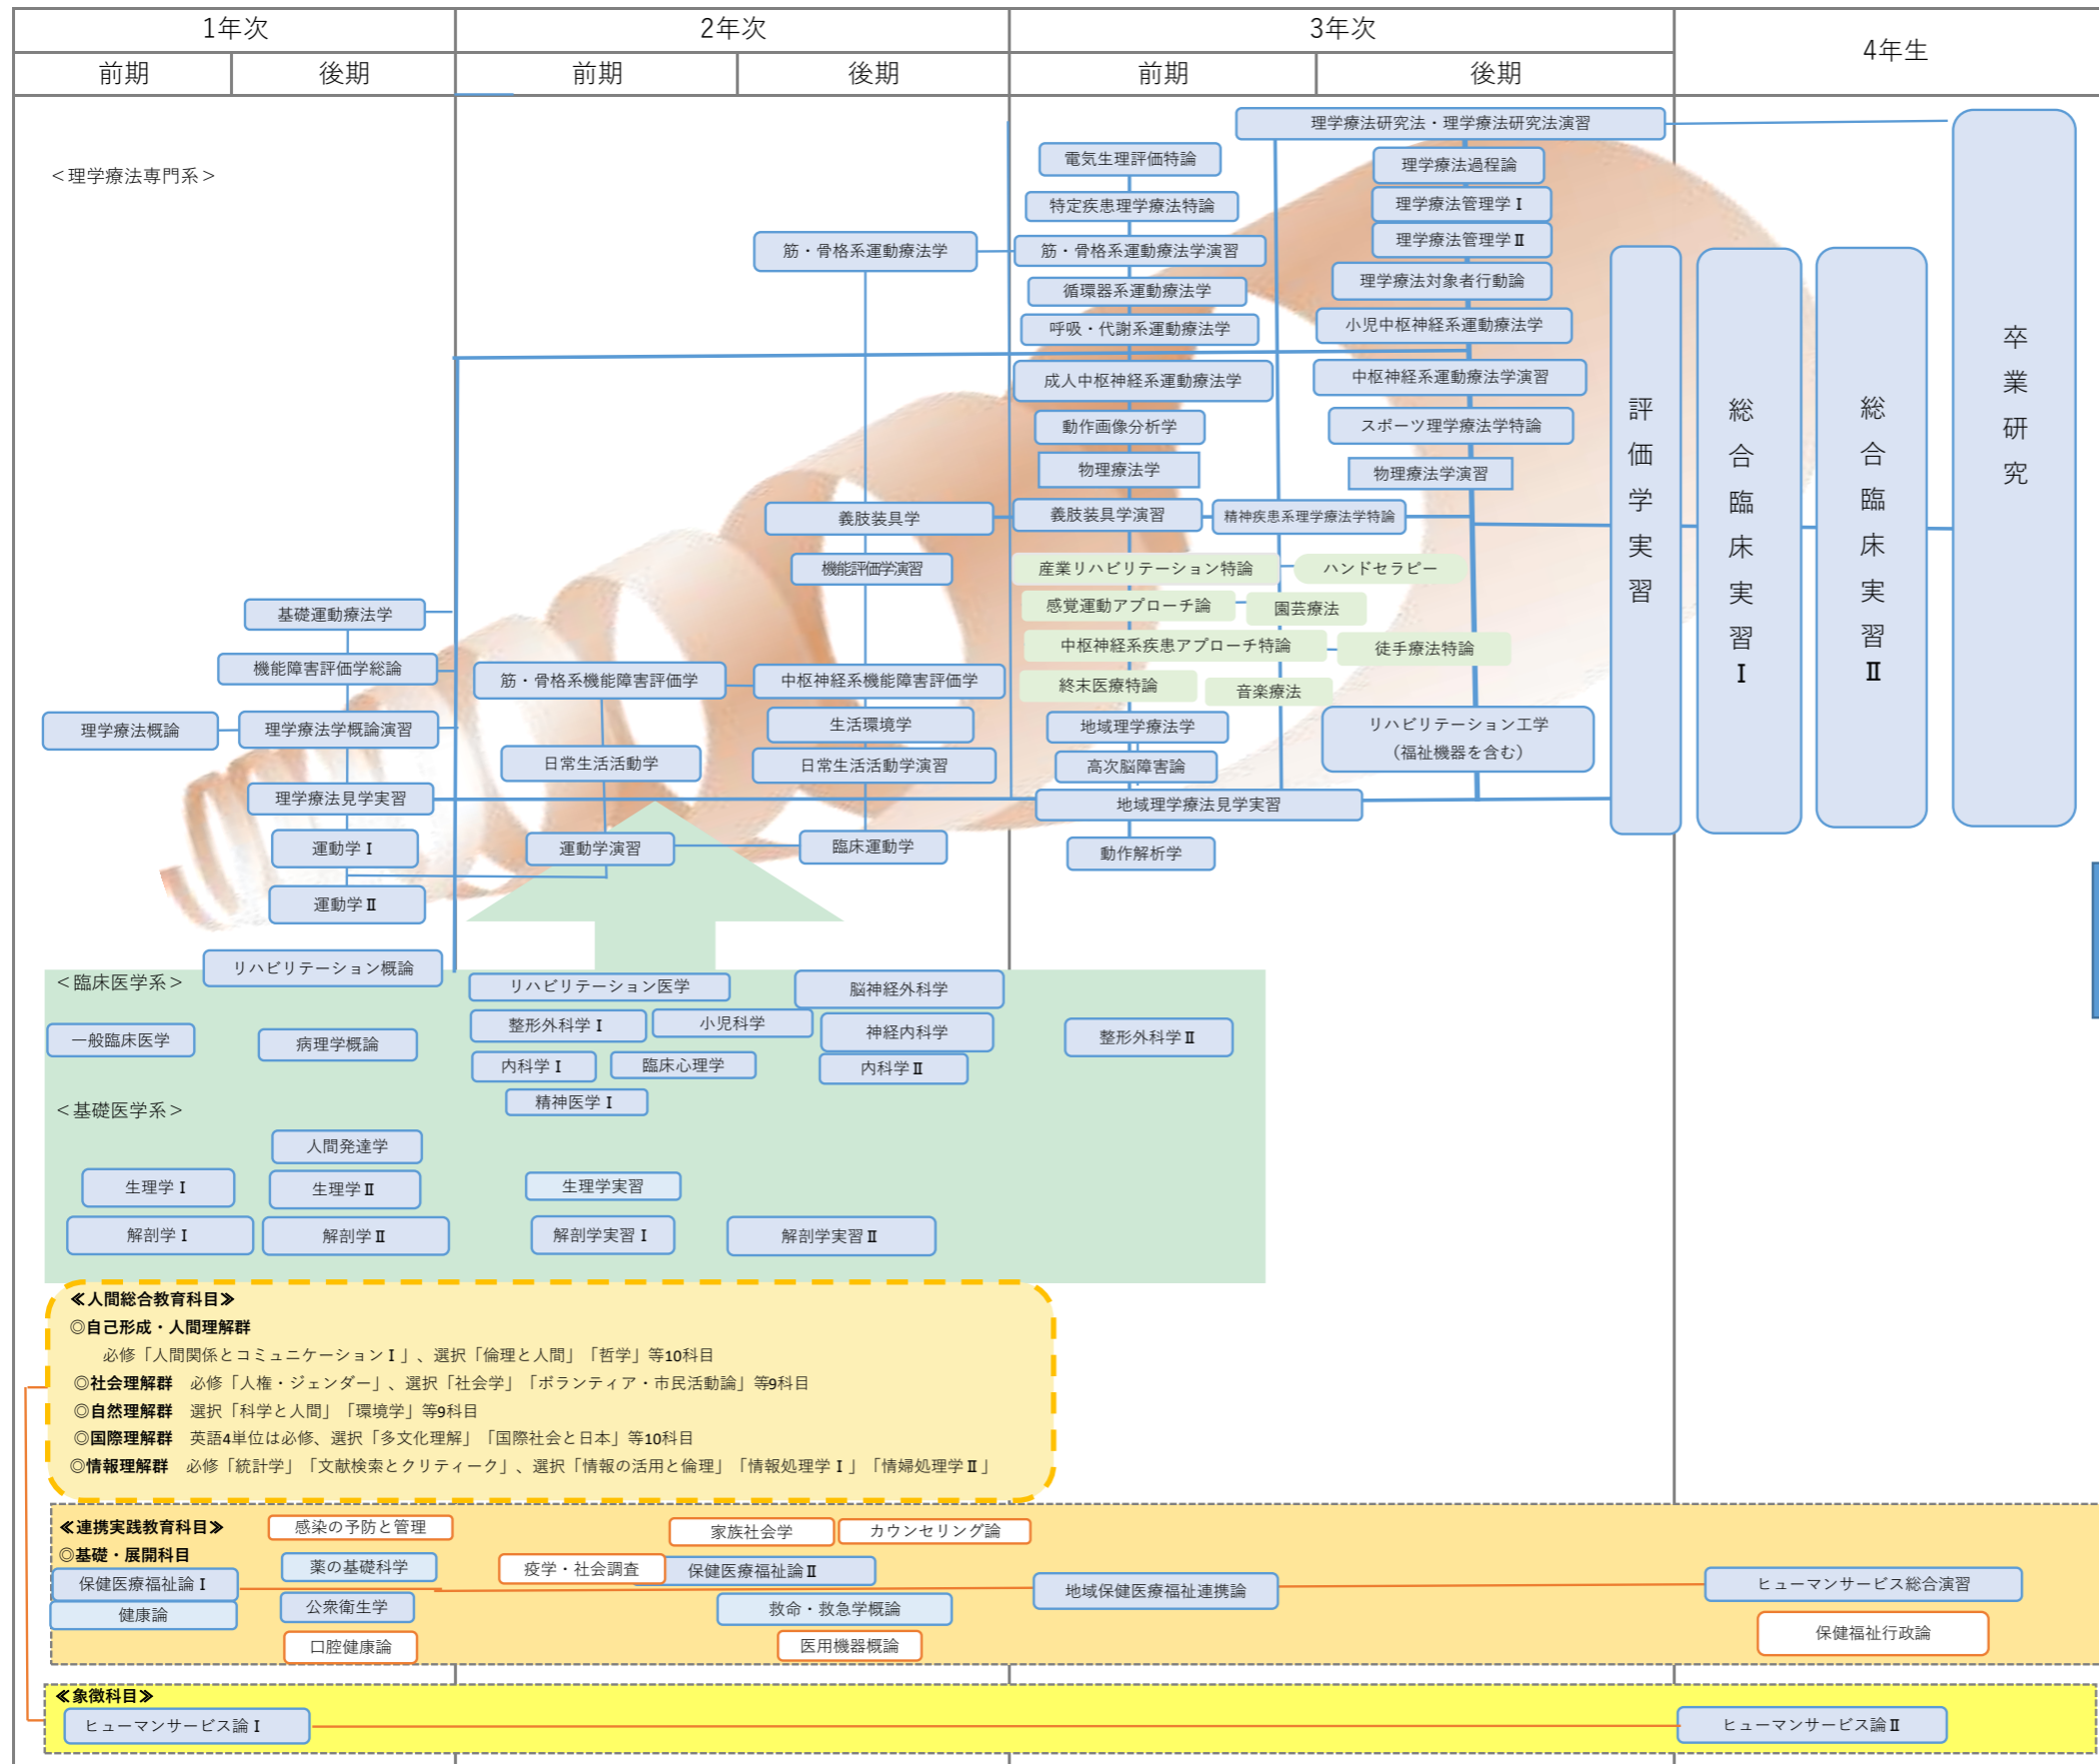 1年次
2年次
3年次
4年生
前期
後期
前期
後期
前期
後期
＜理学療法専門系＞
理学療法研究法・理学療法研究法演習
電気生理評価特論
理学療法過程論
特定疾患理学療法特論
理学療法管理学Ⅰ
理学療法管理学Ⅱ
筋・骨格系運動療法学
筋・骨格系運動療法学演習
理学療法対象者行動論
循環器系運動療法学
呼吸・代謝系運動療法学
小児中枢神経系運動療法学
成人中枢神経系運動療法学
中枢神経系運動療法学演習
動作画像分析学
スポーツ理学療法学特論
物理療法学
物理療法学演習
義肢装具学
義肢装具学演習
精神疾患系理学療法学特論
機能評価学演習
産業リハビリテーション特論
ハンドセラピー
感覚運動アプローチ論
園芸療法
基礎運動療法学
中枢神経系疾患アプローチ特論
徒手療法特論
機能障害評価学総論
筋・骨格系機能障害評価学
中枢神経系機能障害評価学
終末医療特論
音楽療法
理学療法概論
理学療法学概論演習
生活環境学
地域理学療法学
リハビリテーション工学
（福祉機器を含む）
日常生活活動学
日常生活活動学演習
高次脳障害論
理学療法見学実習
地域理学療法見学実習
運動学Ⅰ
運動学演習
臨床運動学
動作解析学
運動学Ⅱ
評価学実習
総合臨床実習Ⅰ
総合臨床実習Ⅱ
卒業研究
リハビリテーション概論
＜臨床医学系＞
リハビリテーション医学
脳神経外科学
一般臨床医学
病理学概論
整形外科学Ⅰ
小児科学
神経内科学
整形外科学Ⅱ
内科学Ⅰ
臨床心理学
内科学Ⅱ
精神医学Ⅰ
＜基礎医学系＞
人間発達学
生理学Ⅰ
生理学Ⅱ
生理学実習
解剖学Ⅰ
解剖学Ⅱ
解剖学実習Ⅰ
解剖学実習Ⅱ
≪人間総合教育科目≫
◎自己形成・人間理解群
必修「人間関係とコミュニケーションⅠ」、選択「倫理と人間」「哲学」等10科目
◎社会理解群　必修「人権・ジェンダー」、選択「社会学」「ボランティア・市民活動論」等9科目
◎自然理解群　選択「科学と人間」「環境学」等9科目
◎国際理解群　英語4単位は必修、選択「多文化理解」「国際社会と日本」等10科目
◎情報理解群　必修「統計学」「文献検索とクリティーク」、選択「情報の活用と倫理」「情報処理学Ⅰ」「情婦処理学Ⅱ」
≪連携実践教育科目≫
感染の予防と管理
家族社会学
カウンセリング論
◎基礎・展開科目
薬の基礎科学
疫学・社会調査
保健医療福祉論Ⅱ
保健医療福祉論Ⅰ
地域保健医療福祉連携論
ヒューマンサービス総合演習
健康論
公衆衛生学
救命・救急学概論
口腔健康論
医用機器概論
保健福祉行政論
≪象徴科目≫
ヒューマンサービス論Ⅰ
ヒューマンサービス論Ⅱ